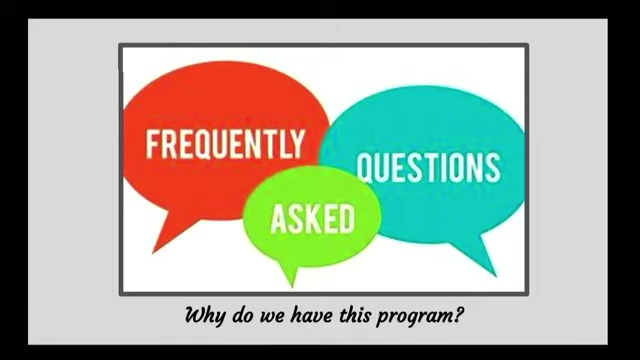 FREQUENTLY
ASKED
QUESTIONS
Why do we have this program?